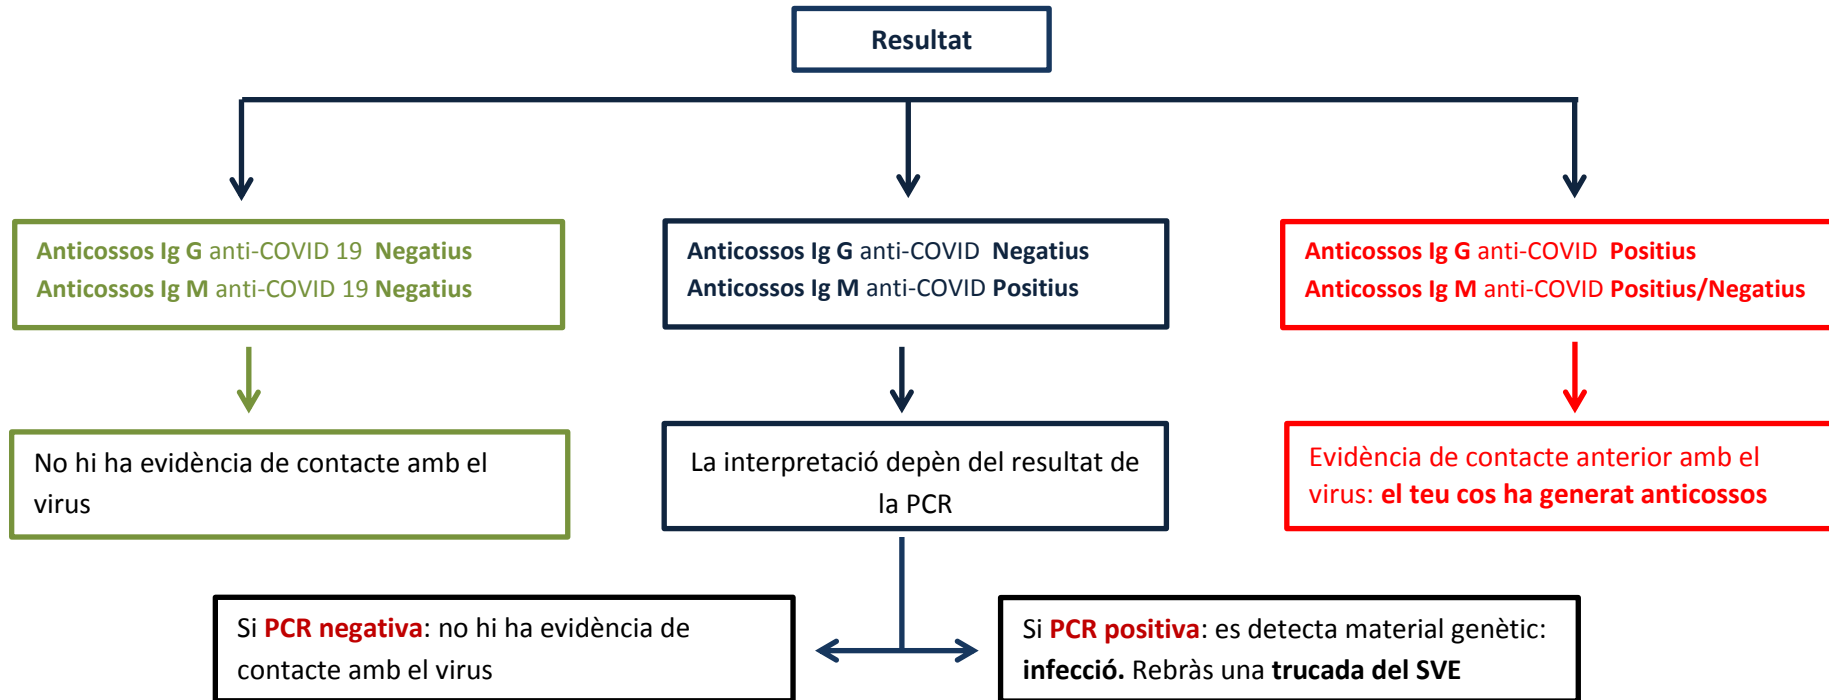 Resultat
Anticossos Ig G anti-COVID 19 Negatius
Anticossos Ig M anti-COVID 19 Negatius
Anticossos Ig G anti-COVID Negatius
Anticossos Ig M anti-COVID Positius
Anticossos Ig G anti-COVID Positius
Anticossos Ig M anti-COVID Positius/Negatius
No hi ha evidència de contacte amb el
virus
La interpretació depèn del resultat de
la PCR
Evidència de contacte anterior amb el
virus: el teu cos ha generat anticossos
Si PCR negativa: no hi ha evidència de
contacte amb el virus
Si PCR positiva: es detecta material genètic:
infecció. Rebràs una trucada del SVE